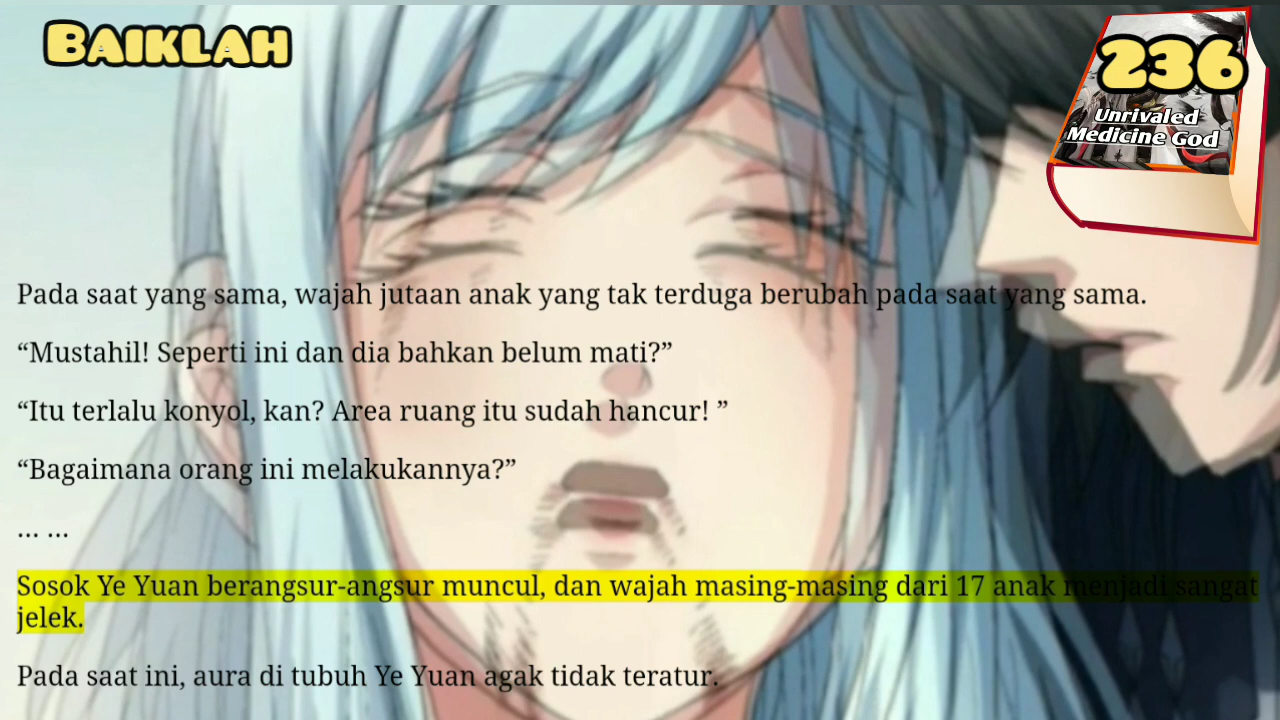 BAIKLAH
236
Unrivaled
Medicine God
Pada saat yang sama, wajah jutaan anak yang tak terduga berubah pada saat yang sama.
“Mustahil! Seperti ini dan dia bahkan belum mati?”
“Itu terlalu konyol, kan? Area ruang itu sudah hancur! ”
“Bagaimana orang ini melakukannya?”
... ...
Sosok Ye Yuan berangsur-angsur muncul, dan wajah masing-masing dari 17 anak menjadi sangat
jelek.
Pada saat ini, aura di tubuh Ye Yuan agak tidak teratur.